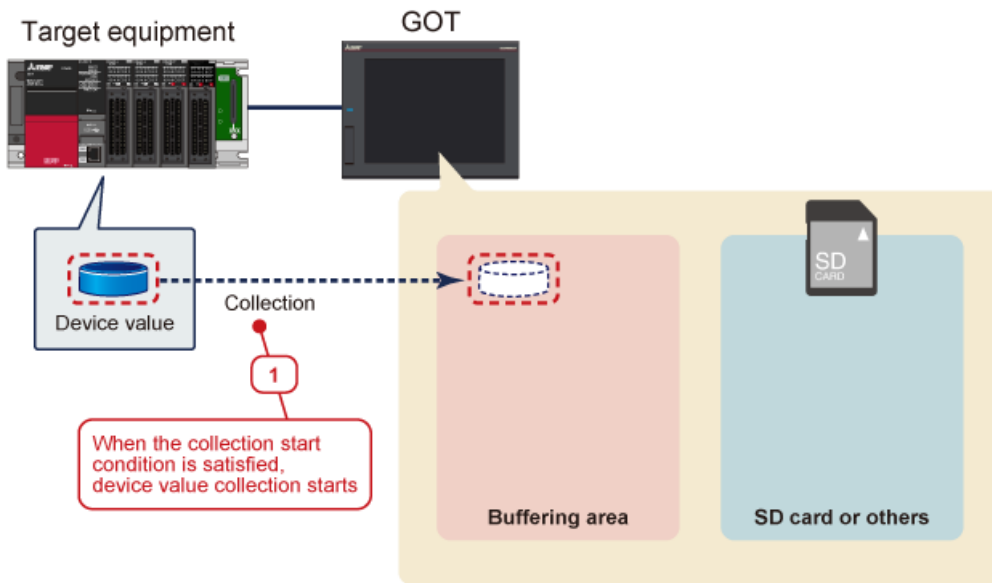 Target equipment
GOT
Device value
Collection
1
When the collection start
condition is satisfied,
device value collection starts
SD
CARD
Buffering area
SD card or others